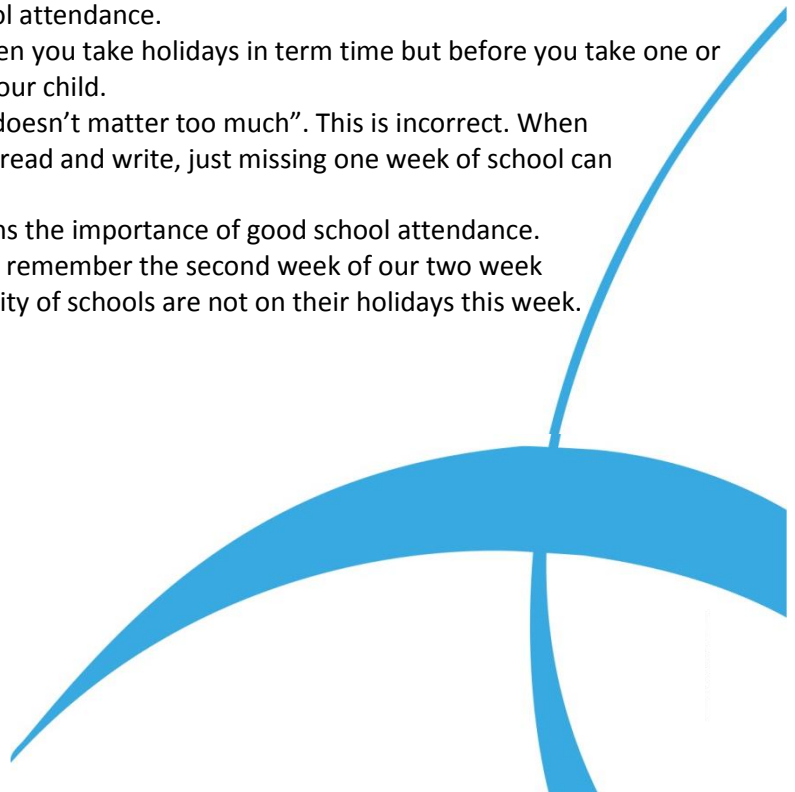 ol attendance.
en you take holidays in term time but before you take one or
our child.
doesn’t matter too much”. This is incorrect. When
read and write, just missing one week of school can
ns the importance of good school attendance.
remember the second week of our two week
ity of schools are not on their holidays this week.